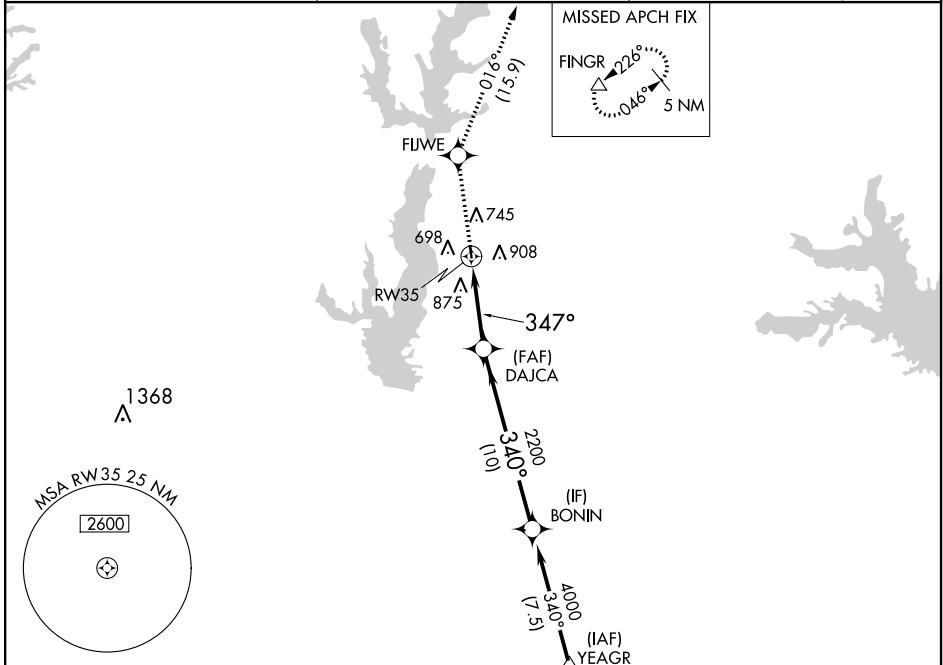 MISSED APCH FIX
FINGR
226°
046°
5 NM
016°
(15.9)
FIJWE
745
698
908
RW35
875
347°
(FAF)
DAJCA
1368
2200
340°
(10)
MSA RW35 25 NM
2600
(IF)
BONIN
4000
340°
(7.5)
(IAF)
YEAGR